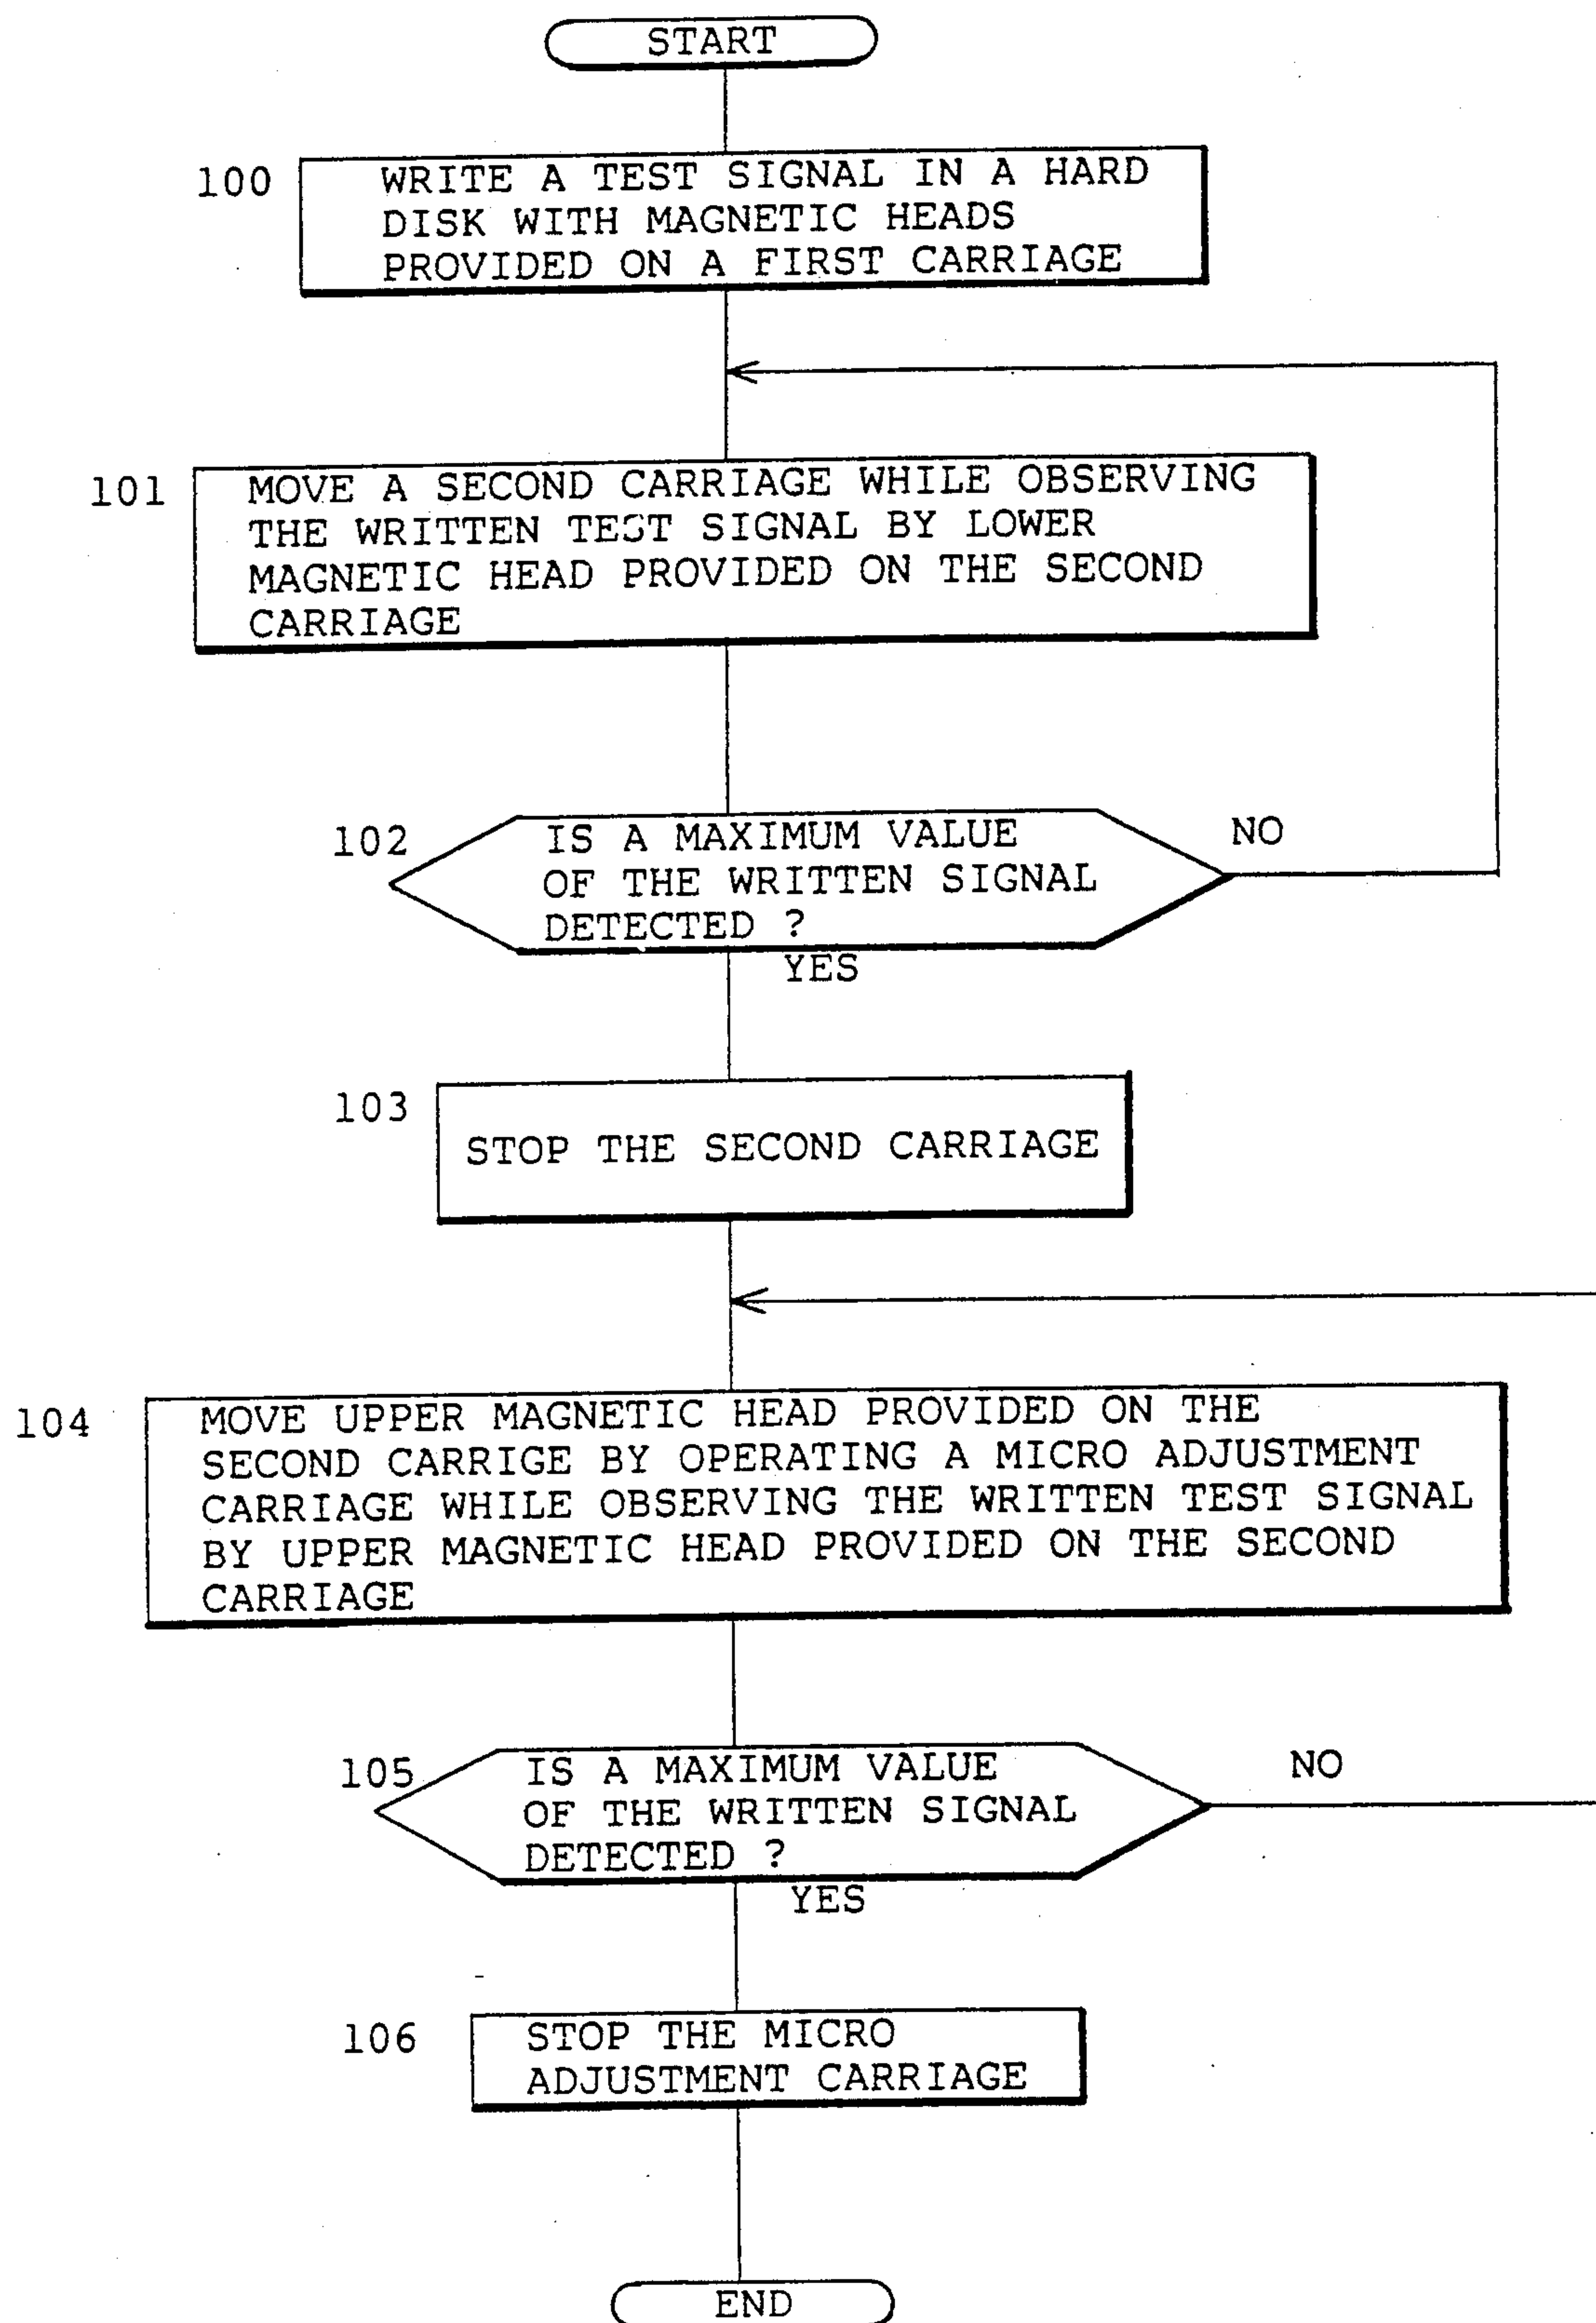 START
100
WRITE A TEST SIGNAL IN A HARD
DISK WITH MAGNETIC HEADS
PROVIDED ON A FIRST CARRIAGE
101
MOVE A SECOND CARRIAGE WHILE OBSERVING
THE WRITTEN TEST SIGNAL BY LOWER
MAGNETIC HEAD PROVIDED ON THE SECOND
CARRIAGE
102
IS A MAXIMUM VALUE
OF THE WRITTEN SIGNAL
DETECTED ?
NO
YES
103
STOP THE SECOND CARRIAGE
104
MOVE UPPER MAGNETIC HEAD PROVIDED ON THE
SECOND CARRIGE BY OPERATING A MICRO ADJUSTMENT
CARRIAGE WHILE OBSERVING THE WRITTEN TEST SIGNAL
BY UPPER MAGNETIC HEAD PROVIDED ON THE SECOND
CARRIAGE
105
IS A MAXIMUM VALUE
OF THE WRITTEN SIGNAL
DETECTED ?
NO
YES
106
STOP THE MICRO
ADJUSTMENT CARRIAGE
END